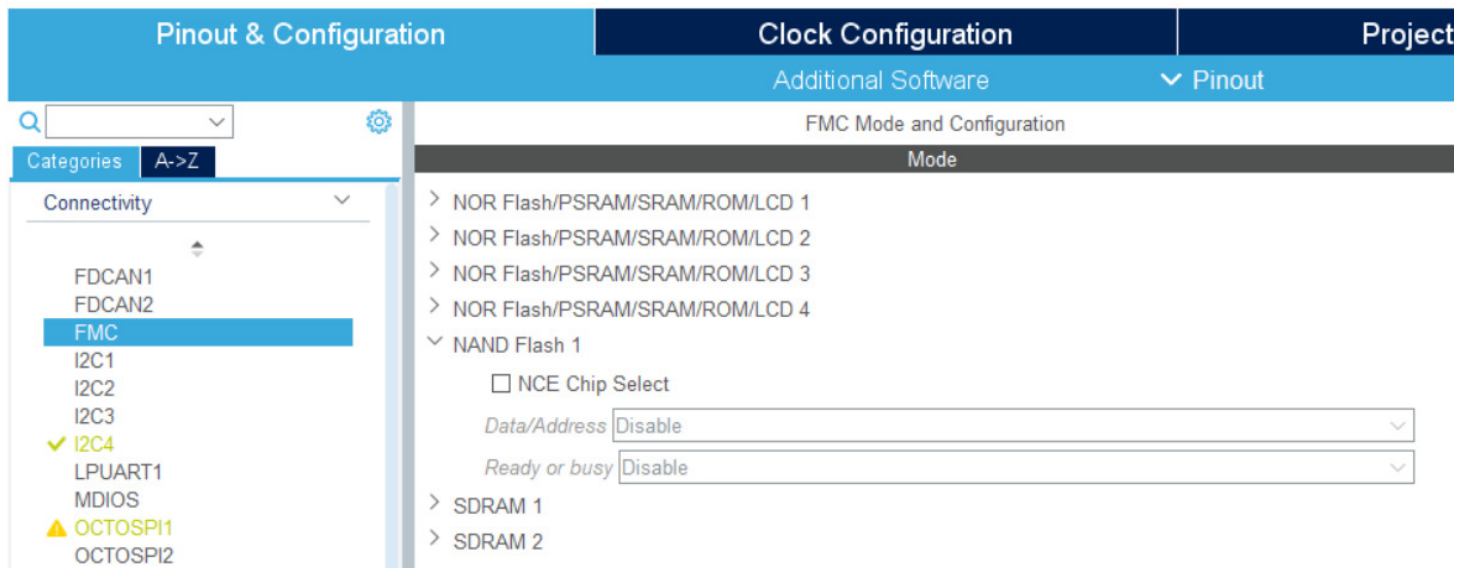 Pinout & Configuration
Clock Configuration
Project
Additional Software
Pinout
FMC Mode and Configuration
Categories
A->Z
Mode
Connectivity
FDCAN1
FDCAN2
FMC
I2C1
I2C2
I2C3
I2C4
LPUART1
MDIOS
OCTOSPI1
OCTOSPI2
NOR Flash/PSRAM/SRAM/ROM/LCD 1
NOR Flash/PSRAM/SRAM/ROM/LCD 2
NOR Flash/PSRAM/SRAM/ROM/LCD 3
NOR Flash/PSRAM/SRAM/ROM/LCD 4
NAND Flash 1
NCE Chip Select
Data/Address Disable
Ready or busy Disable
SDRAM 1
SDRAM 2